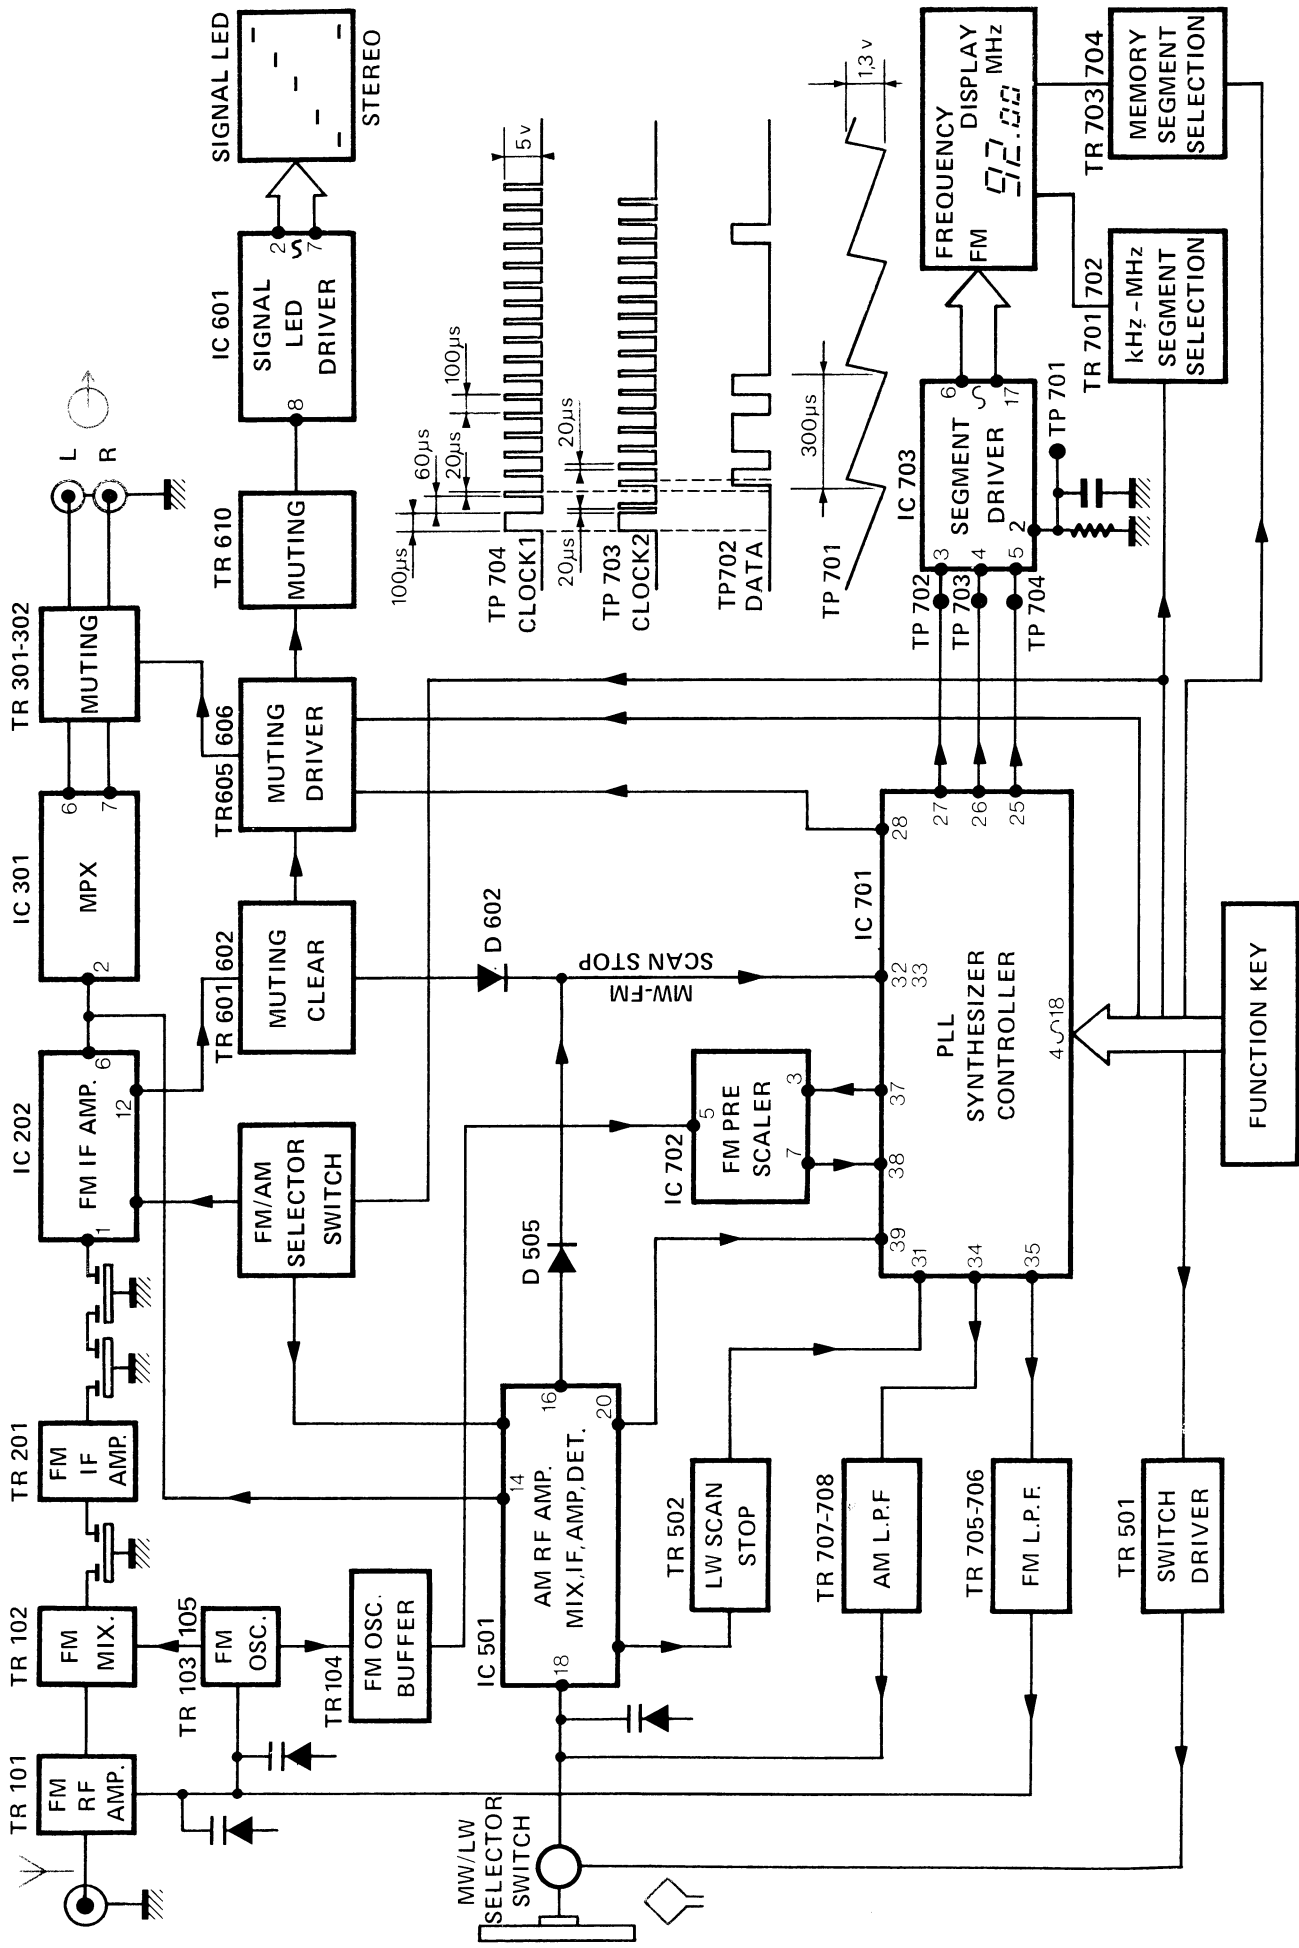 TR 101
FM
RF
AMP.
TR 102
FM
MIX.
TR 201
FM
IF
AMP.
IC 202
FM IF AMP.
1
6
12
IC 301
MPX
2
6
7
TR 301-302
MUTING
L
R
TR 103 105
FM
OSC.
TR 104
FM OSC.
BUFFER
FM/AM
SELECTOR
SWITCH
TR 601 602
MUTING
CLEAR
TR605 606
MUTING
DRIVER
TR 610
MUTING
IC 601
SIGNAL
LED
DRIVER
8
2
7
SIGNAL LED
STEREO
MW/LW
SELECTOR
SWITCH
IC 501
AM RF AMP.
MIX,IF,AMP,DET.
18
14
16
20
D 505
D 602
MW-FM
SCAN STOP
TR 502
LW SCAN
STOP
IC 702
FM PRE
SCALER
5
7
3
TR 707-708
AM L.P.F
TR 705-706
FM L.P.F.
TR 501
SWITCH
DRIVER
IC 701
PLL
SYNTHESIZER
CONTROLLER
31
34
35
39
38
37
32
33
28
27
26
25
4 18
FUNCTION KEY
TP 702
TP 703
TP 704
IC 703
SEGMENT
DRIVER
3
4
5
2
6
17
TP 701
FREQUENCY
DISPLAY
FM
92.00
MHz
TR 701 702
kHz-MHz
SEGMENT
SELECTION
TR 703 704
MEMORY
SEGMENT
SELECTION
TP 704
CLOCK1
100µs
60µs
20µs
100µs
5 v
TP 703
CLOCK2
20µs
20µs
TP702
DATA
TP 701
300µs
1,3 v